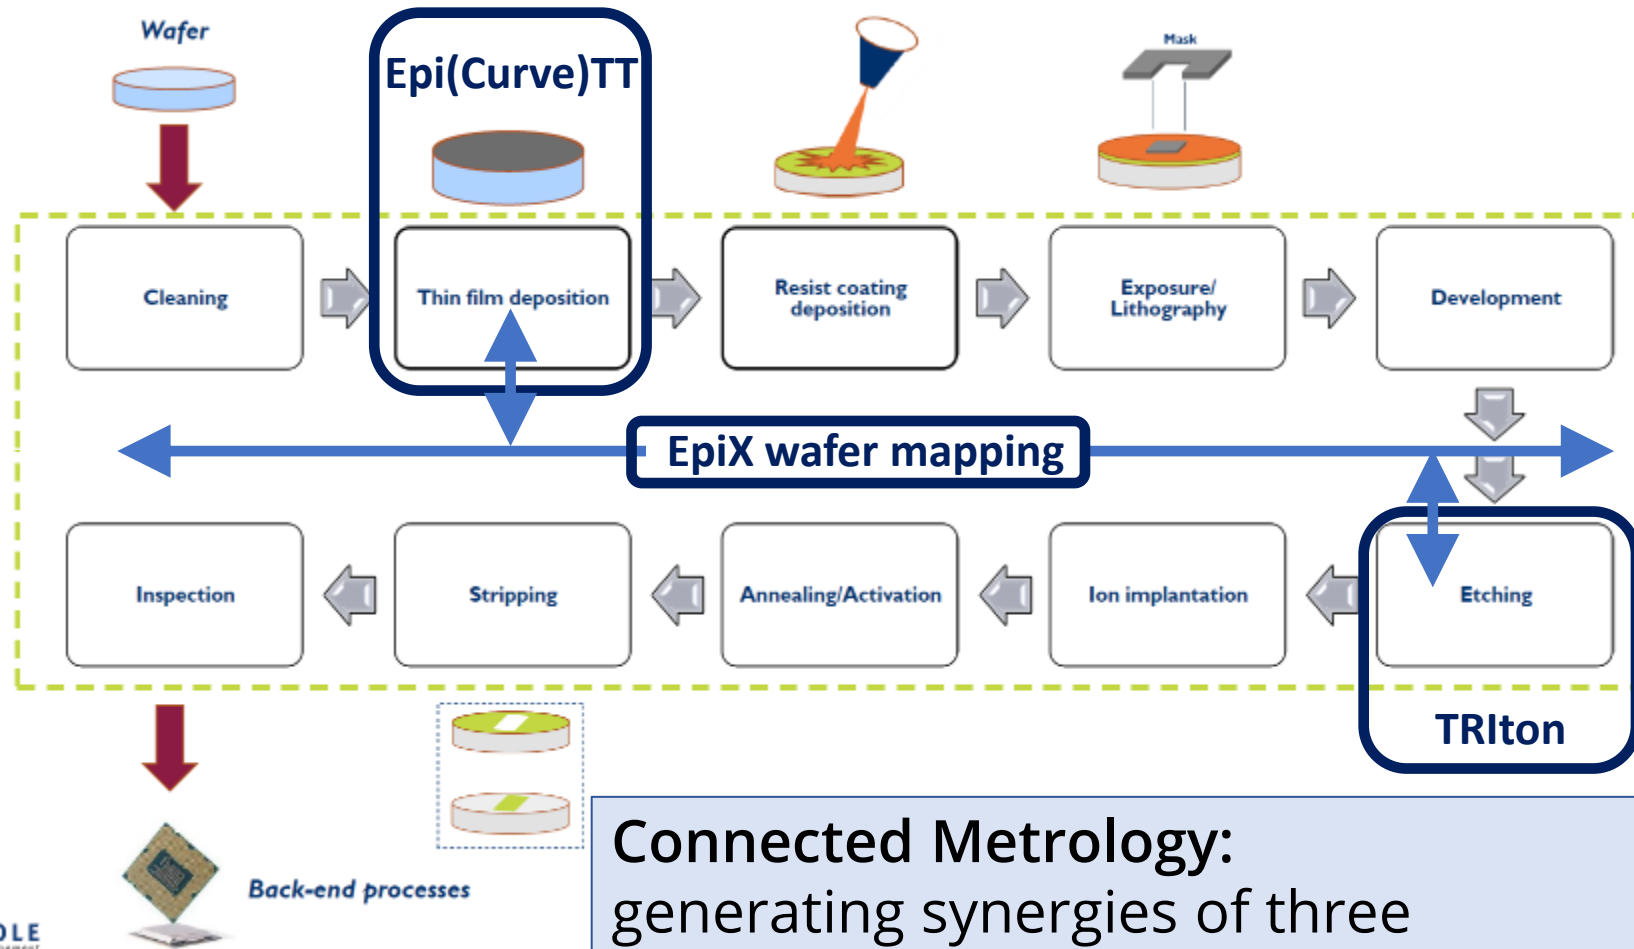 Wafer
Epi(Curve)TT
Mask
Cleaning
Thin film deposition
Resist coating
deposition
Exposure/
Lithography
Development
EpiX wafer mapping
Inspection
Stripping
Annealing/Activation
Ion implantation
Etching
TRIton
Back-end processes
Connected Metrology:
generating synergies of three